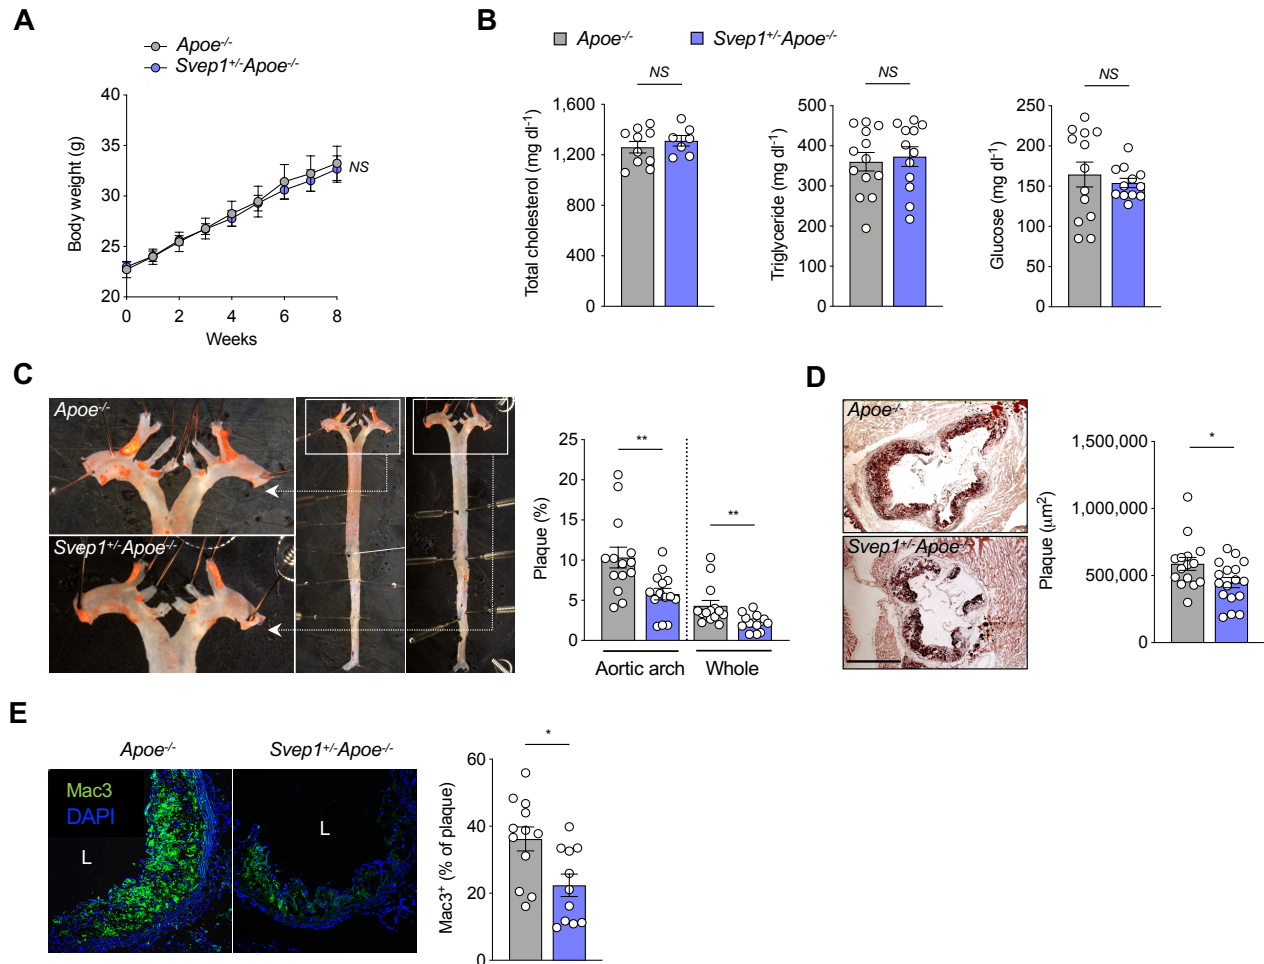 A
Apoe-/-
Svep1+/-Apoe-/-
Body weight (g)
40
35
30
25
20
NS
0 2 4 6 8
Weeks
B
Apoe-/- Svep1+/-Apoe-/-
Total cholesterol (mg dl-1)
1,600
1,200
800
400
0
NS
Triglyceride (mg dl-1)
500
400
300
200
100
0
NS
Glucose (mg dl-1)
250
200
150
100
50
0
NS
C
Apoe-/-
Svep1+/-Apoe-/-
Plaque (%)
25
20
15
10
5
0
**
**
Aortic arch Whole
D
Apoe-/-
Svep1+/-Apoe-/-
Plaque (μm2)
1,500,000
1,000,000
500,000
0
*
E
Apoe-/- Svep1+/-Apoe-/-
Mac3
DAPI
L
L
Mac3+ (% of plaque)
60
40
20
0
*